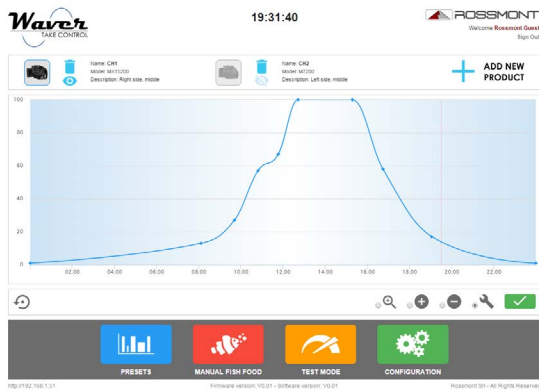 Waver
TAKE CONTROL
19:31:40
ROSSMONT
Welcome Rossmont Guest
Sign Out
Name: CH1
Model: MX13200
Description: Right side, middle
Name: CH2
Model: M7200
Description: Left side, middle
ADD NEW
PRODUCT
100
80
60
40
20
0
02:00 04:00 06:00 08:00 10:00 12:00 14:00 16:00 18:00 20:00 22:00
PRESETS
MANUAL FISH FOOD
TEST MODE
CONFIGURATION
http://192.168.1.51
Firmware version: V0.01 - Software version: V0.01
Rossmont Srl - All Rights Reserved